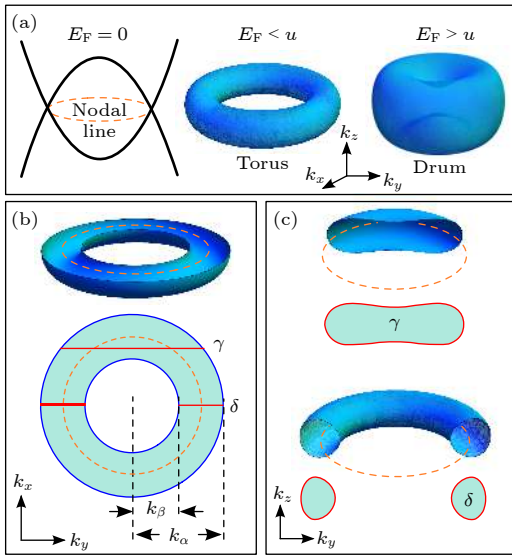 (a)
E_F = 0
E_F < u
E_F > u
Nodal
line
Torus
Drum
k_z
k_x
k_y
(b)
γ
δ
k_β
k_α
k_x
k_y
(c)
γ
δ
k_z
k_y